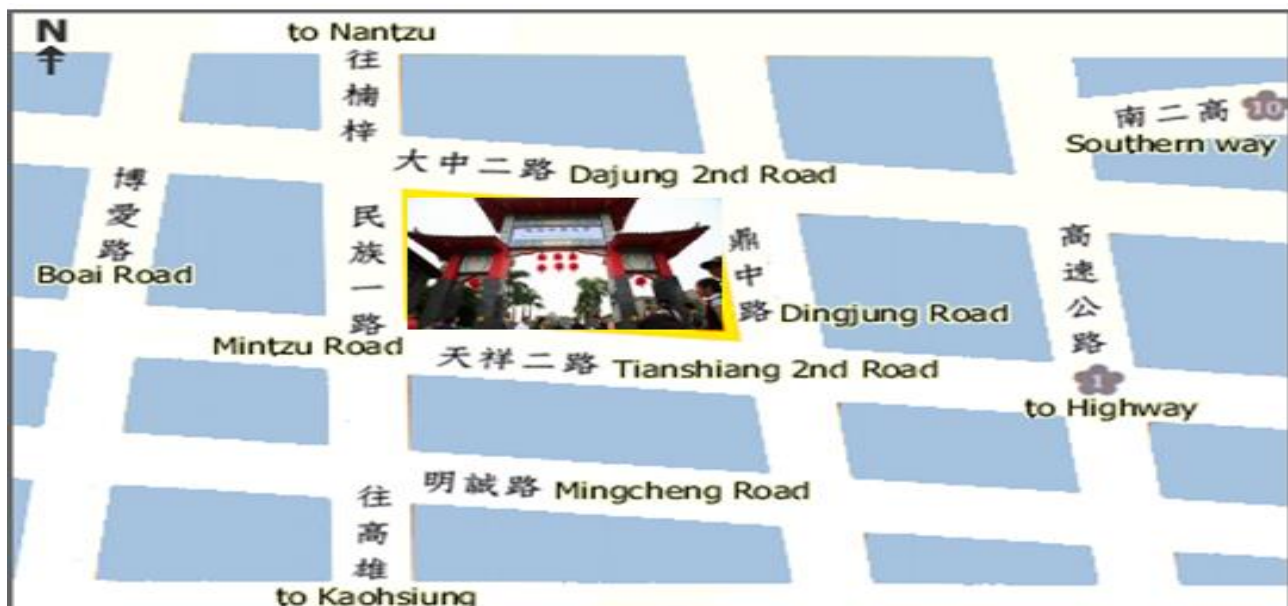 N
to Nantzu
往楠梓
南二高 10
Southern way
大中二路 Dajung 2nd Road
博愛路
Boai Road
民族一路
Mintzu Road
鼎中路
Dingjung Road
高速公路
1
to Highway
天祥二路 Tianshiang 2nd Road
明誠路 Mingcheng Road
往高雄
to Kaohsiung